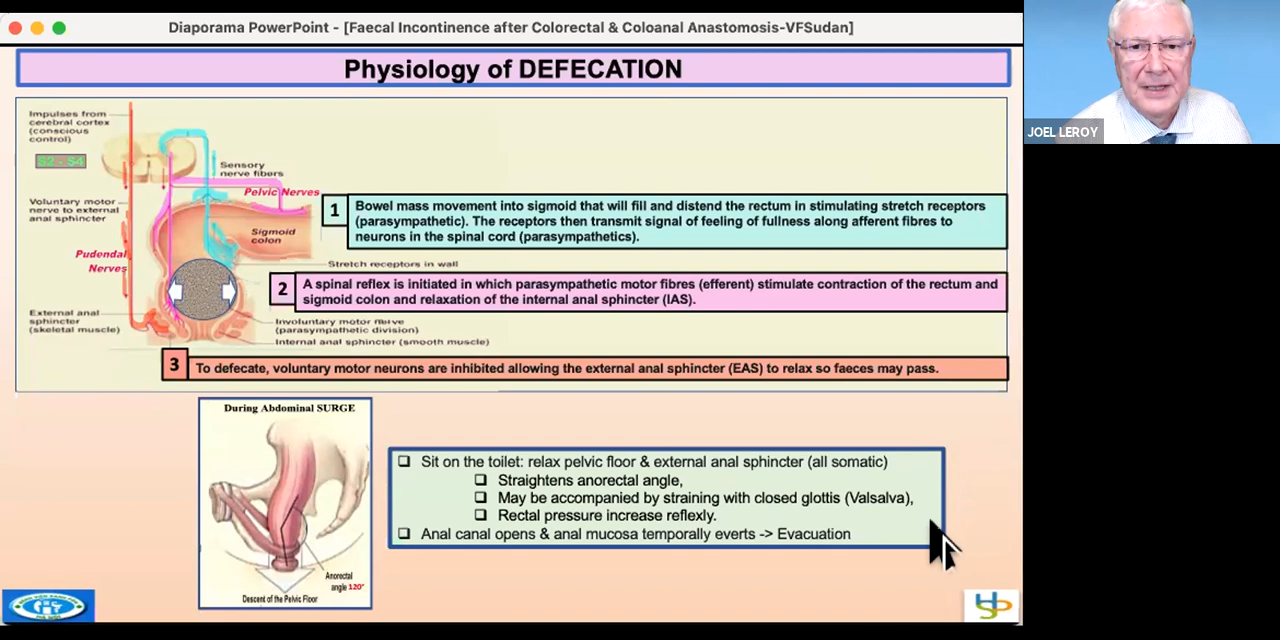 Diaporama PowerPoint - [Faecal Incontinence after Colorectal & Coloanal Anastomosis-VFSudan]
JOEL LEROY
Physiology of DEFECATION
Impulses from
cerebral cortex
(conscious
control)
S2 - S4
Sensory
nerve fibers
Pelvic Nerves
Voluntary motor
nerve to external
anal sphincter
Sigmoid
colon
Pudendal
Nerves
Stretch receptors in wall
External anal
sphincter
(skeletal muscle)
Involuntary motor nerve
(parasympathetic division)
Internal anal sphincter (smooth muscle)
1
Bowel mass movement into sigmoid that will fill and distend the rectum in stimulating stretch receptors
(parasympathetic). The receptors then transmit signal of feeling of fullness along afferent fibres to
neurons in the spinal cord (parasympathetics).
2
A spinal reflex is initiated in which parasympathetic motor fibres (efferent) stimulate contraction of the rectum and
sigmoid colon and relaxation of the internal anal sphincter (IAS).
3
To defecate, voluntary motor neurons are inhibited allowing the external anal sphincter (EAS) to relax so faeces may pass.
During Abdominal SURGE
Anorectal
angle 120°
Descent of the Pelvic Floor
Sit on the toilet: relax pelvic floor & external anal sphincter (all somatic)
Straightens anorectal angle,
May be accompanied by straining with closed glottis (Valsalva),
Rectal pressure increase reflexly.
Anal canal opens & anal mucosa temporally everts -> Evacuation